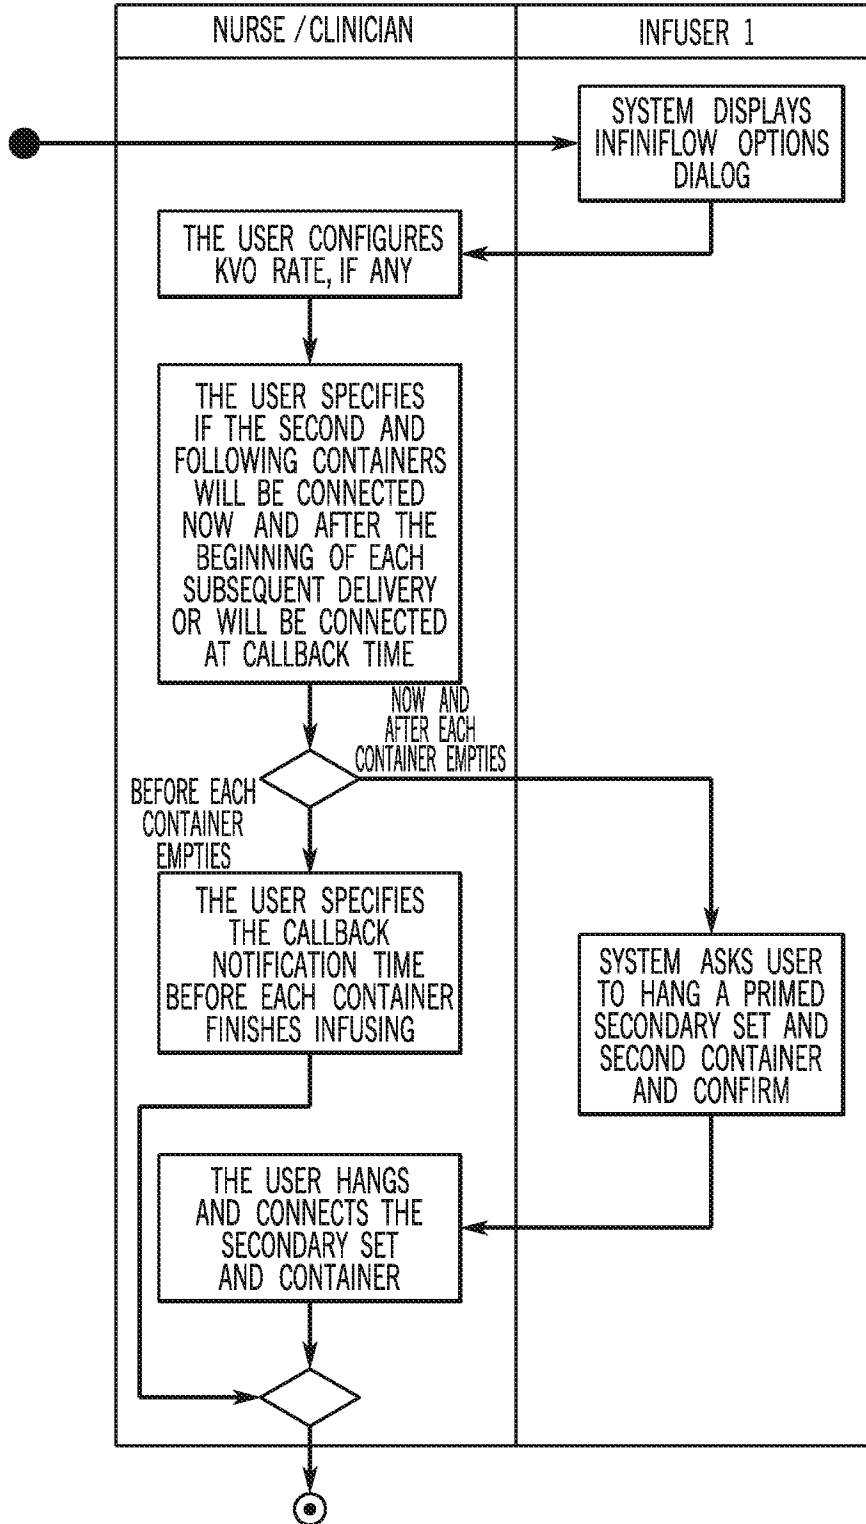 NURSE / CLINICIAN
INFUSER 1
SYSTEM DISPLAYS
INFINIFLOW OPTIONS
DIALOG
THE USER CONFIGURES
KVO RATE, IF ANY
THE USER SPECIFIES
IF THE SECOND AND
FOLLOWING CONTAINERS
WILL BE CONNECTED
NOW AND AFTER THE
BEGINNING OF EACH
SUBSEQUENT DELIVERY
OR WILL BE CONNECTED
AT CALLBACK TIME
NOW AND
AFTER EACH
CONTAINER EMPTIES
BEFORE EACH
CONTAINER
EMPTIES
THE USER SPECIFIES
THE CALLBACK
NOTIFICATION TIME
BEFORE EACH CONTAINER
FINISHES INFUSING
SYSTEM ASKS USER
TO HANG A PRIMED
SECONDARY SET AND
SECOND CONTAINER
AND CONFIRM
THE USER HANGS
AND CONNECTS THE
SECONDARY SET
AND CONTAINER